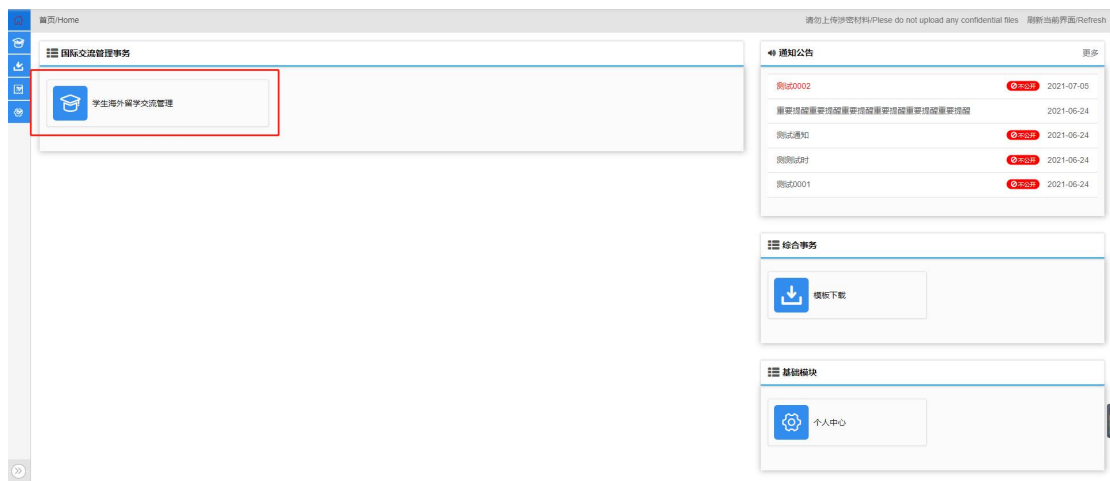 首页/Home
请勿上传涉密材料/Plese do not upload any confidential files 刷新当前界面/Refresh
国际交流管理事务
学生海外留学交流管理
通知公告 更多
测试0002 未公开 2021-07-05
重要提醒重要提醒重要提醒重要提醒重要提醒重要提醒 2021-06-24
测试通知 未公开 2021-06-24
测测试时 未公开 2021-06-24
测试0001 未公开 2021-06-24
综合事务
模板下载
基础模块
个人中心